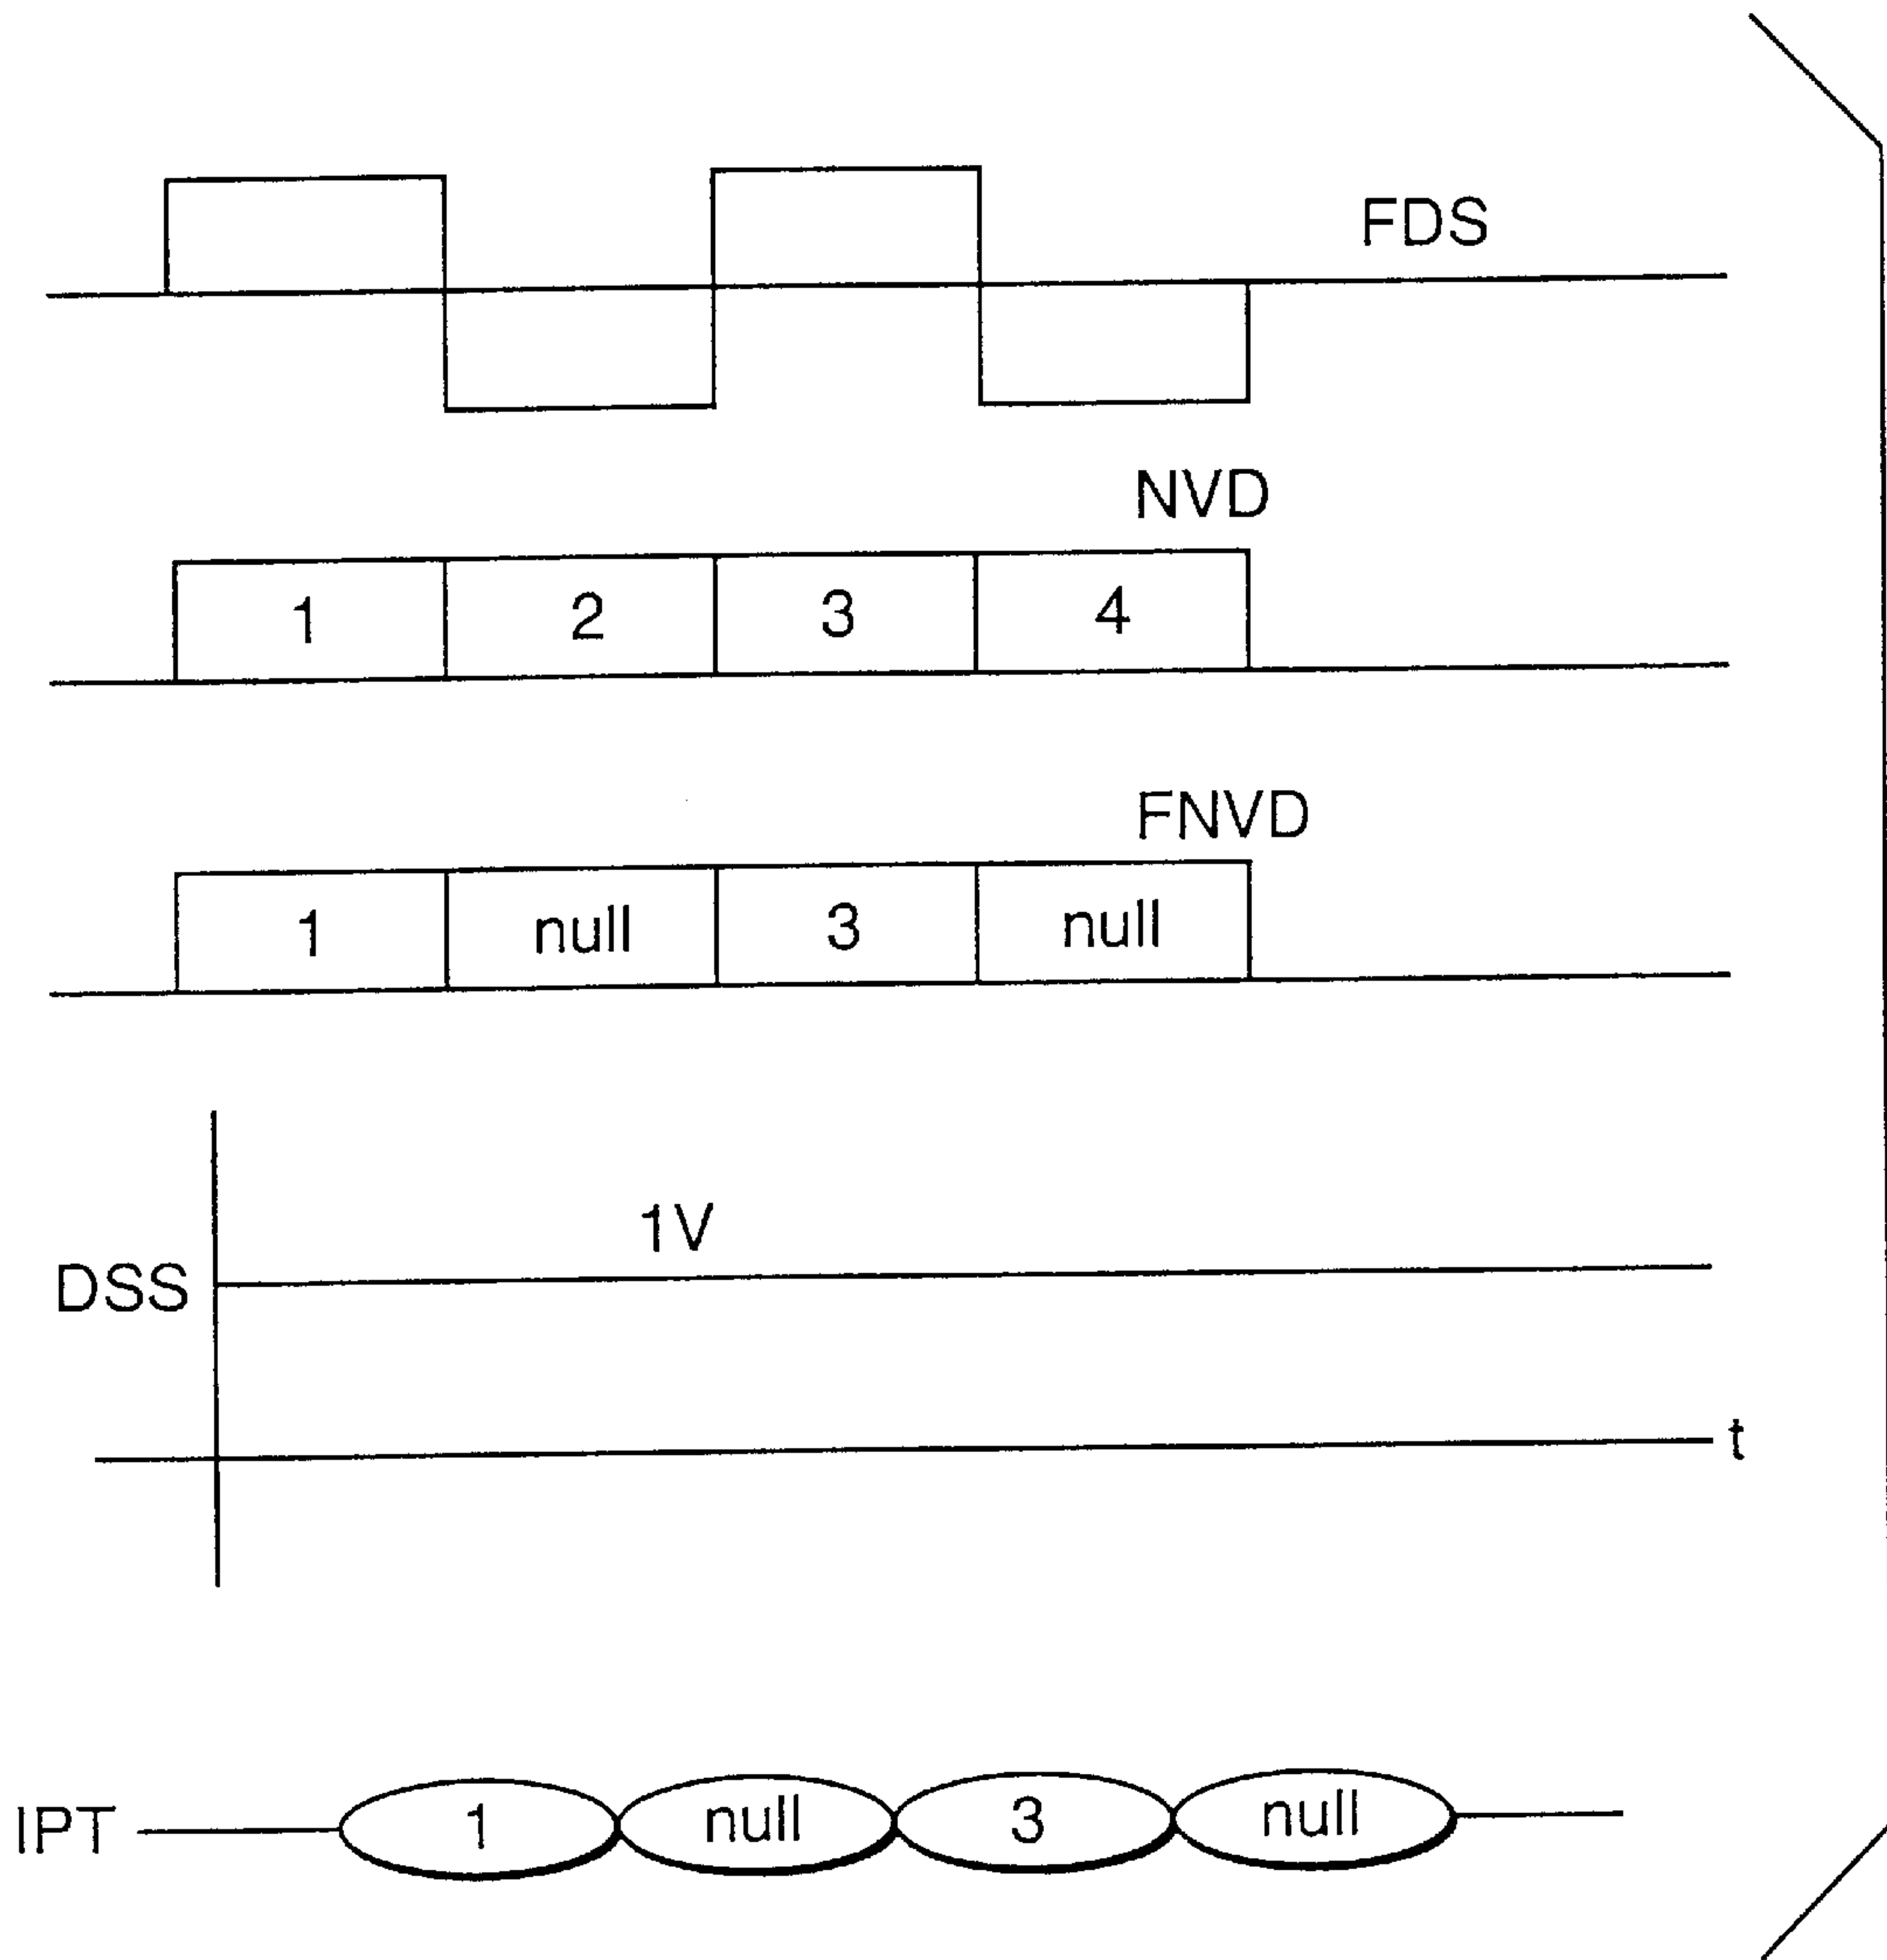 FDS
NVD
1 2 3 4
FNVD
1 null 3 null
1V
DSS
t
IPT 1 null 3 null